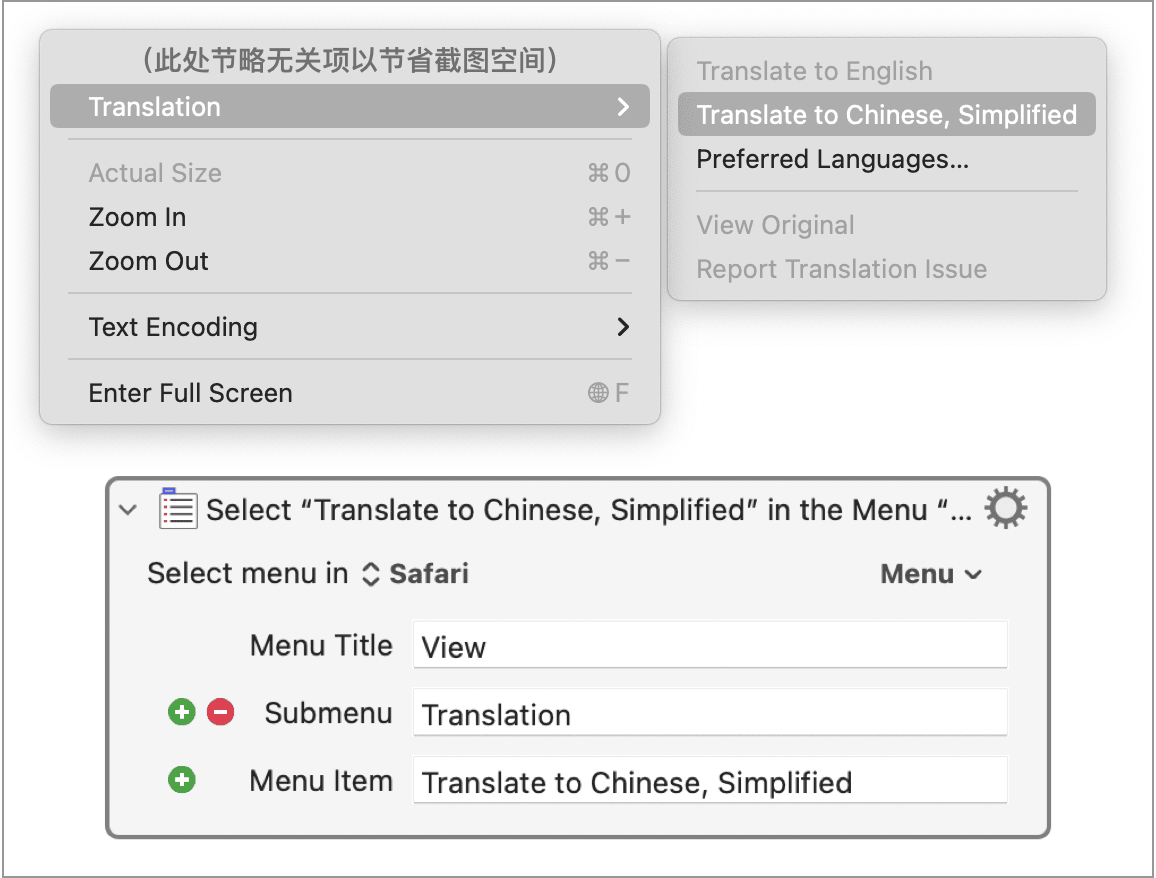 （此处节略无关项以节省截图空间）
Translation
Actual Size ⌘ 0
Zoom In ⌘ +
Zoom Out ⌘ −
Text Encoding
Enter Full Screen F
Translate to English
Translate to Chinese, Simplified
Preferred Languages...
View Original
Report Translation Issue
Select “Translate to Chinese, Simplified” in the Menu “...
Select menu in Safari Menu
Menu Title View
Submenu Translation
Menu Item Translate to Chinese, Simplified